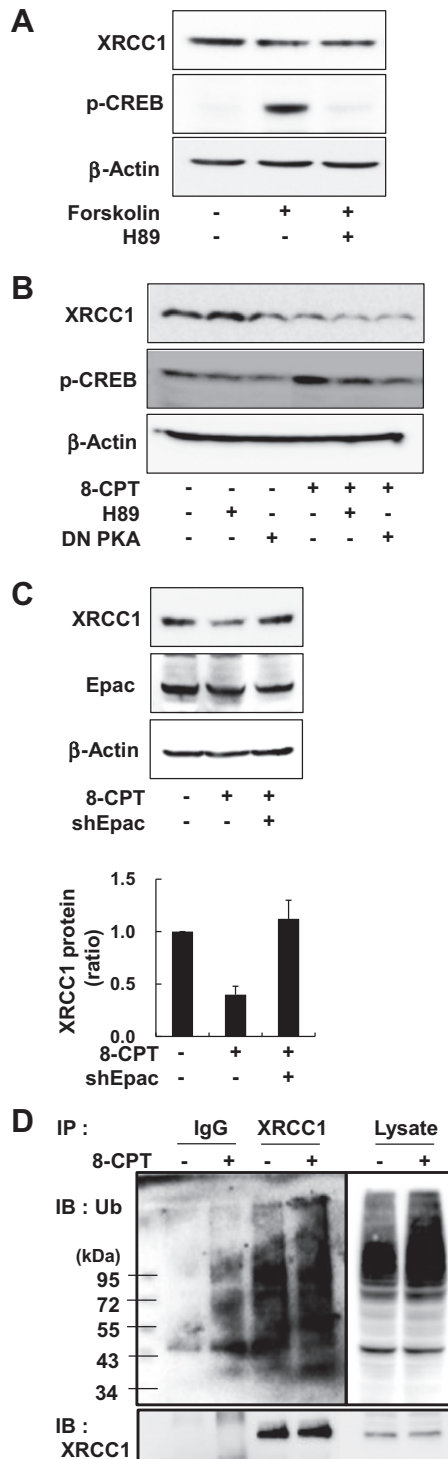 A
XRCC1
p-CREB
β-Actin
Forskolin - + +
H89 - - +
B
XRCC1
p-CREB
β-Actin
8-CPT - - - + + +
H89 - + - - + -
DN PKA - - + - - +
C
XRCC1
Epac
β-Actin
8-CPT - + +
shEpac - - +
XRCC1 protein
(ratio)
1.5
1.0
0.5
0.0
8-CPT - + +
shEpac - - +
D
IP : IgG XRCC1 Lysate
8-CPT - + - + - +
IB : Ub
(kDa)
95
72
55
43
34
IB :
XRCC1